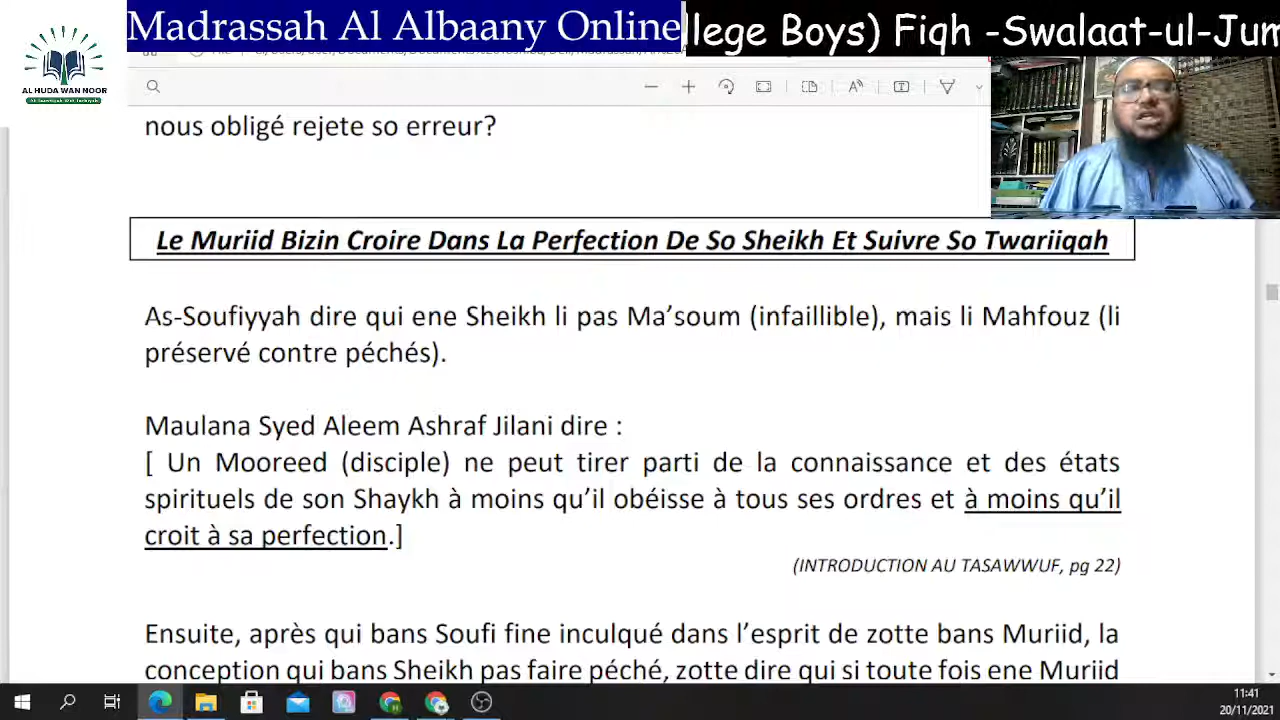 Madrassah Al Albaany Online
llege Boys) Fiqh -Swalaat-ul-Jum
AL HUDA WAN NOOR
nous obligé rejete so erreur?
Le Muriid Bizin Croire Dans La Perfection De So Sheikh Et Suivre So Twariiqah
As-Soufiyyah dire qui ene Sheikh li pas Ma’soum (infaillible), mais li Mahfouz (li
préservé contre péchés).
Maulana Syed Aleem Ashraf Jilani dire :
[ Un Mooreed (disciple) ne peut tirer parti de la connaissance et des états
spirituels de son Shaykh à moins qu’il obéisse à tous ses ordres et à moins qu’il
croit à sa perfection.]
(INTRODUCTION AU TASAWWUF, pg 22)
Ensuite, après qui bans Soufi fine inculqué dans l’esprit de zotte bans Muriid, la
conception qui bans Sheikh pas faire péché, zotte dire qui si toute fois ene Muriid
11:41
20/11/2021